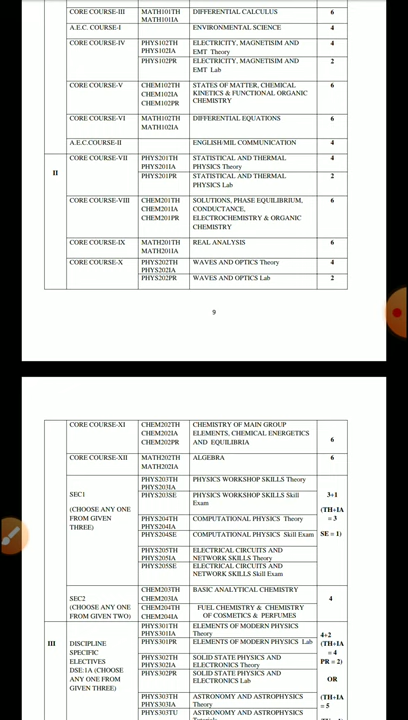 CORE COURSE-III MATH101TH DIFFERENTIAL CALCULUS 6
MATH101IA
A.E.C. COURSE-I ENVIRONMENTAL SCIENCE 4
CORE COURSE-IV PHYS102TH ELECTRICITY, MAGNETISIM AND 4
PHYS102IA EMT Theory
PHYS102PR ELECTRICITY, MAGNETISIM AND 2
EMT Lab
CORE COURSE-V CHEM102TH STATES OF MATTER, CHEMICAL 6
CHEM102IA KINETICS & FUNCTIONAL ORGANIC
CHEM102PR CHEMISTRY
CORE COURSE-VI MATH102TH DIFFERENTIAL EQUATIONS 6
MATH102IA
A.E.C.COURSE-II ENGLISH/MIL COMMUNICATION 4
II CORE COURSE-VII PHYS201TH STATISTICAL AND THERMAL 4
PHYS201IA PHYSICS Theory
PHYS201PR STATISTICAL AND THERMAL 2
PHYSICS Lab
CORE COURSE-VIII CHEM201TH SOLUTIONS, PHASE EQUILIBRIUM, 6
CHEM201IA CONDUCTANCE,
CHEM201PR ELECTROCHEMISTRY & ORGANIC
CHEMISTRY
CORE COURSE-IX MATH201TH REAL ANALYSIS 6
MATH201IA
CORE COURSE-X PHYS202TH WAVES AND OPTICS Theory 4
PHYS202IA
PHYS202PR WAVES AND OPTICS Lab 2
9
CORE COURSE-XI CHEM202TH CHEMISTRY OF MAIN GROUP 6
CHEM202IA ELEMENTS, CHEMICAL ENERGETICS
CHEM202PR AND EQUILIBRIA
CORE COURSE-XII MATH202TH ALGEBRA 6
MATH202IA
SEC1 PHYS203TH PHYSICS WORKSHOP SKILLS Theory
PHYS203IA
(CHOOSE ANY ONE PHYS203SE PHYSICS WORKSHOP SKILLS Skill 3+1
FROM GIVEN Exam
THREE) PHYS204TH COMPUTATIONAL PHYSICS Theory (TH+IA
PHYS204IA = 3
PHYS204SE COMPUTATIONAL PHYSICS Skill Exam SE = 1)
PHYS205TH ELECTRICAL CIRCUITS AND
PHYS205IA NETWORK SKILLS Theory
PHYS205SE ELECTRICAL CIRCUITS AND
NETWORK SKILLS Skill Exam
SEC2 CHEM203TH BASIC ANALYTICAL CHEMISTRY 4
CHEM203IA
(CHOOSE ANY ONE CHEM204TH FUEL CHEMISTRY & CHEMISTRY
FROM GIVEN TWO) CHEM204IA OF COSMETICS & PERFUMES
III DISCIPLINE PHYS301TH ELEMENTS OF MODERN PHYSICS 4+2
SPECIFIC PHYS301IA Theory (TH+IA
ELECTIVES PHYS301PR ELEMENTS OF MODERN PHYSICS Lab = 4
DSE:1A (CHOOSE PHYS302TH SOLID STATE PHYSICS AND PR = 2)
ANY ONE FROM PHYS302IA ELECTRONICS Theory
GIVEN THREE) PHYS302PR SOLID STATE PHYSICS AND OR
ELECTRONICS Lab
PHYS303TH ASTRONOMY AND ASTROPHYSICS (TH+IA
PHYS303IA Theory = 5
PHYS303TU ASTRONOMY AND ASTROPHYSICS